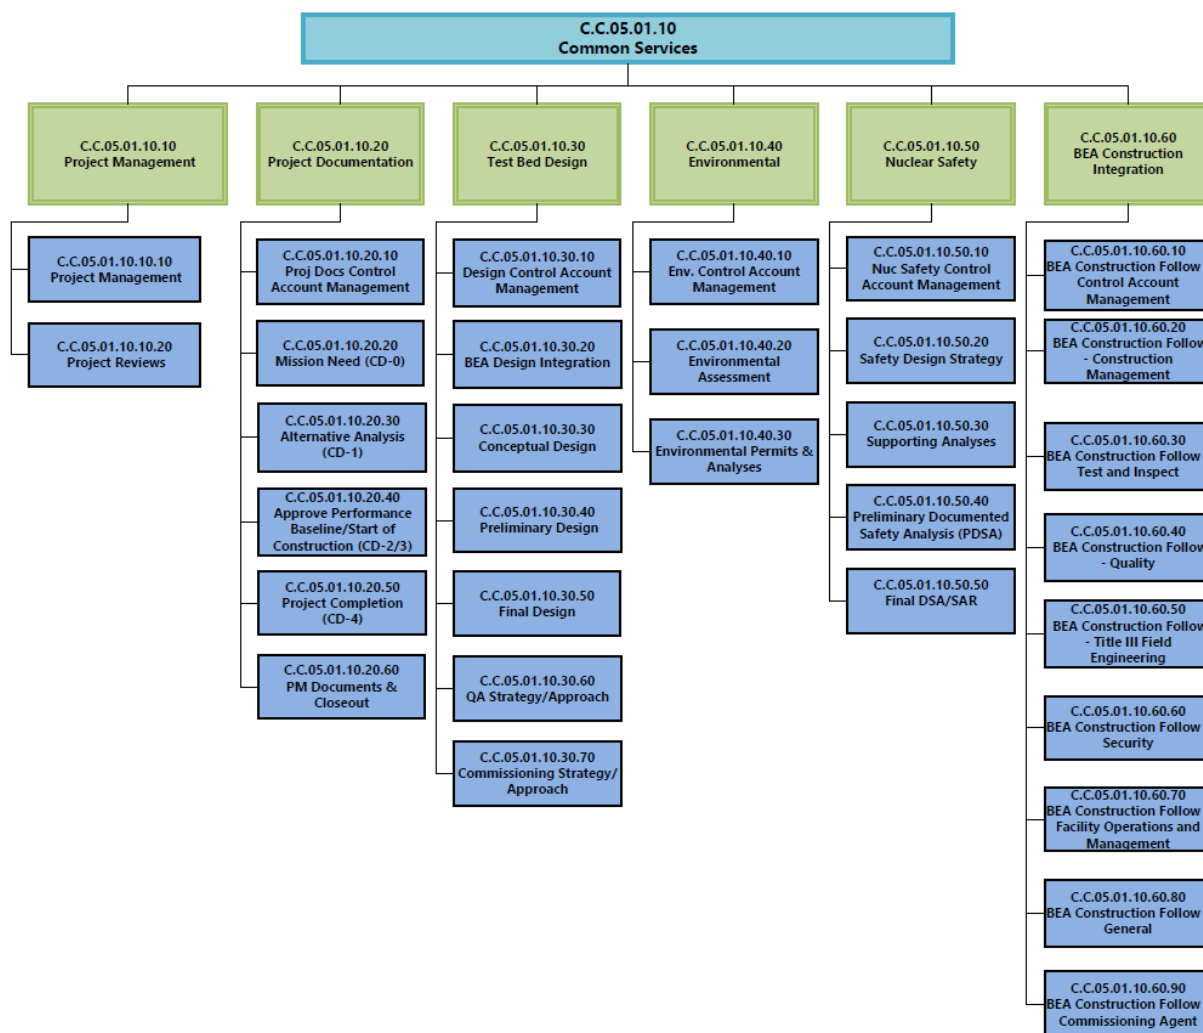 C.C.05.01.10
Common Services
C.C.05.01.10.10
Project Management
C.C.05.01.10.20
Project Documentation
C.C.05.01.10.30
Test Bed Design
C.C.05.01.10.40
Environmental
C.C.05.01.10.50
Nuclear Safety
C.C.05.01.10.60
BEA Construction
Integration
C.C.05.01.10.10.10
Project Management
C.C.05.01.10.10.20
Project Reviews
C.C.05.01.10.20.10
Proj Docs Control
Account Management
C.C.05.01.10.20.20
Mission Need (CD-0)
C.C.05.01.10.20.30
Alternative Analysis
(CD-1)
C.C.05.01.10.20.40
Approve Performance
Baseline/Start of
Construction (CD-2/3)
C.C.05.01.10.20.50
Project Completion
(CD-4)
C.C.05.01.10.20.60
PM Documents &
Closeout
C.C.05.01.10.30.10
Design Control Account
Management
C.C.05.01.10.30.20
BEA Design Integration
C.C.05.01.10.30.30
Conceptual Design
C.C.05.01.10.30.40
Preliminary Design
C.C.05.01.10.30.50
Final Design
C.C.05.01.10.30.60
QA Strategy/Approach
C.C.05.01.10.30.70
Commissioning Strategy/
Approach
C.C.05.01.10.40.10
Env. Control Account
Management
C.C.05.01.10.40.20
Environmental
Assessment
C.C.05.01.10.40.30
Environmental Permits &
Analyses
C.C.05.01.10.50.10
Nuc Safety Control
Account Management
C.C.05.01.10.50.20
Safety Design Strategy
C.C.05.01.10.50.30
Supporting Analyses
C.C.05.01.10.50.40
Preliminary Documented
Safety Analysis (PDSA)
C.C.05.01.10.50.50
Final DSA/SAR
C.C.05.01.10.60.10
BEA Construction Follow
Control Account
Management
C.C.05.01.10.60.20
BEA Construction Follow
- Construction
Management
C.C.05.01.10.60.30
BEA Construction Follow
Test and Inspect
C.C.05.01.10.60.40
BEA Construction Follow
- Quality
C.C.05.01.10.60.50
BEA Construction Follow
- Title III Field
Engineering
C.C.05.01.10.60.60
BEA Construction Follow
Security
C.C.05.01.10.60.70
BEA Construction Follow
Facility Operations and
Management
C.C.05.01.10.60.80
BEA Construction Follow
General
C.C.05.01.10.60.90
BEA Construction Follow
Commissioning Agent